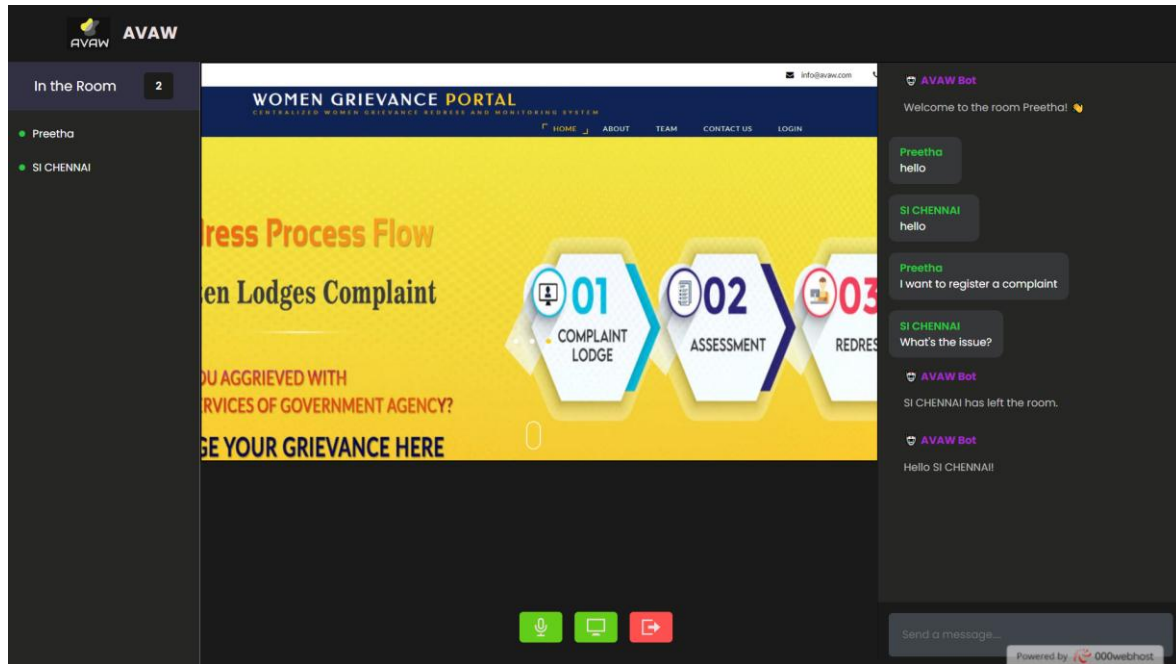 AVAW
AVAW
In the Room 2
Preetha
SI CHENNAI
info@avaw.com
WOMEN GRIEVANCE PORTAL
CENTRALIZED WOMEN GRIEVANCE REDRESS AND MONITORING SYSTEM
HOME ABOUT TEAM CONTACT US LOGIN
ress Process Flow
en Lodges Complaint
OU AGGRIEVED WITH
ERVICES OF GOVERNMENT AGENCY?
GE YOUR GRIEVANCE HERE
01
COMPLAINT
LODGE
02
ASSESSMENT
03
REDRES
AVAW Bot
Welcome to the room Preetha! 👋
Preetha
hello
SI CHENNAI
hello
Preetha
I want to register a complaint
SI CHENNAI
What's the issue?
AVAW Bot
SI CHENNAI has left the room.
AVAW Bot
Hello SI CHENNAI!
Send a message...
Powered by 000webhost